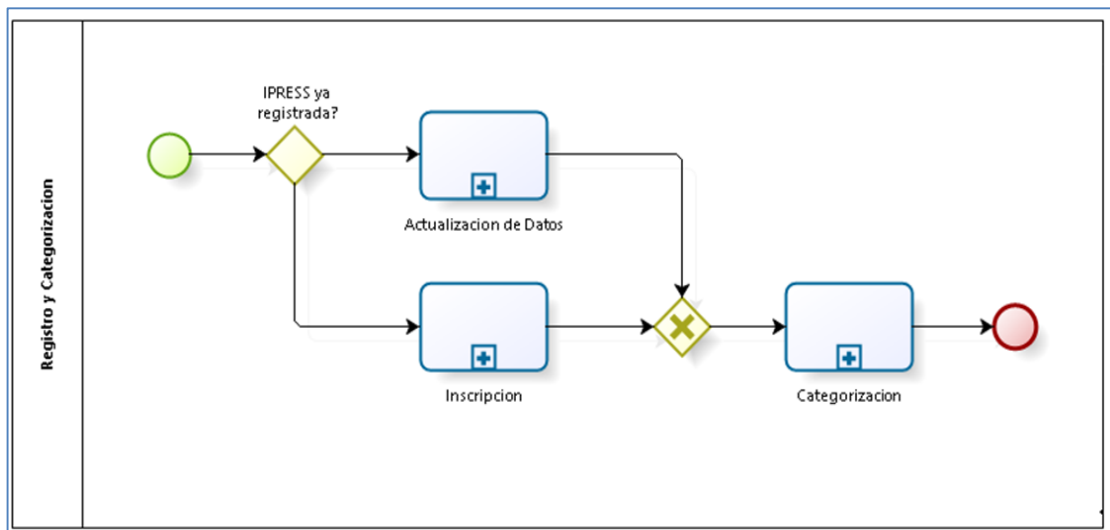 Registro y Categorizacion
IPRESS ya
registrada?
Actualizacion de Datos
Inscripcion
Categorizacion